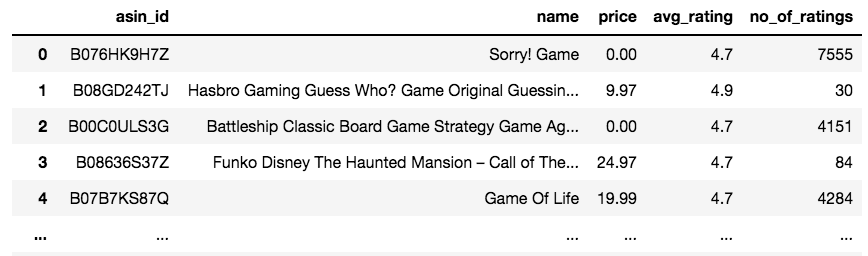 asin_id name price avg_rating no_of_ratings
0 B076HK9H7Z Sorry! Game 0.00 4.7 7555
1 B08GD242TJ Hasbro Gaming Guess Who? Game Original Guessin... 9.97 4.9 30
2 B00C0ULS3G Battleship Classic Board Game Strategy Game Ag... 0.00 4.7 4151
3 B08636S37Z Funko Disney The Haunted Mansion – Call of The... 24.97 4.7 84
4 B07B7KS87Q Game Of Life 19.99 4.7 4284
... ... ... ... ... ...